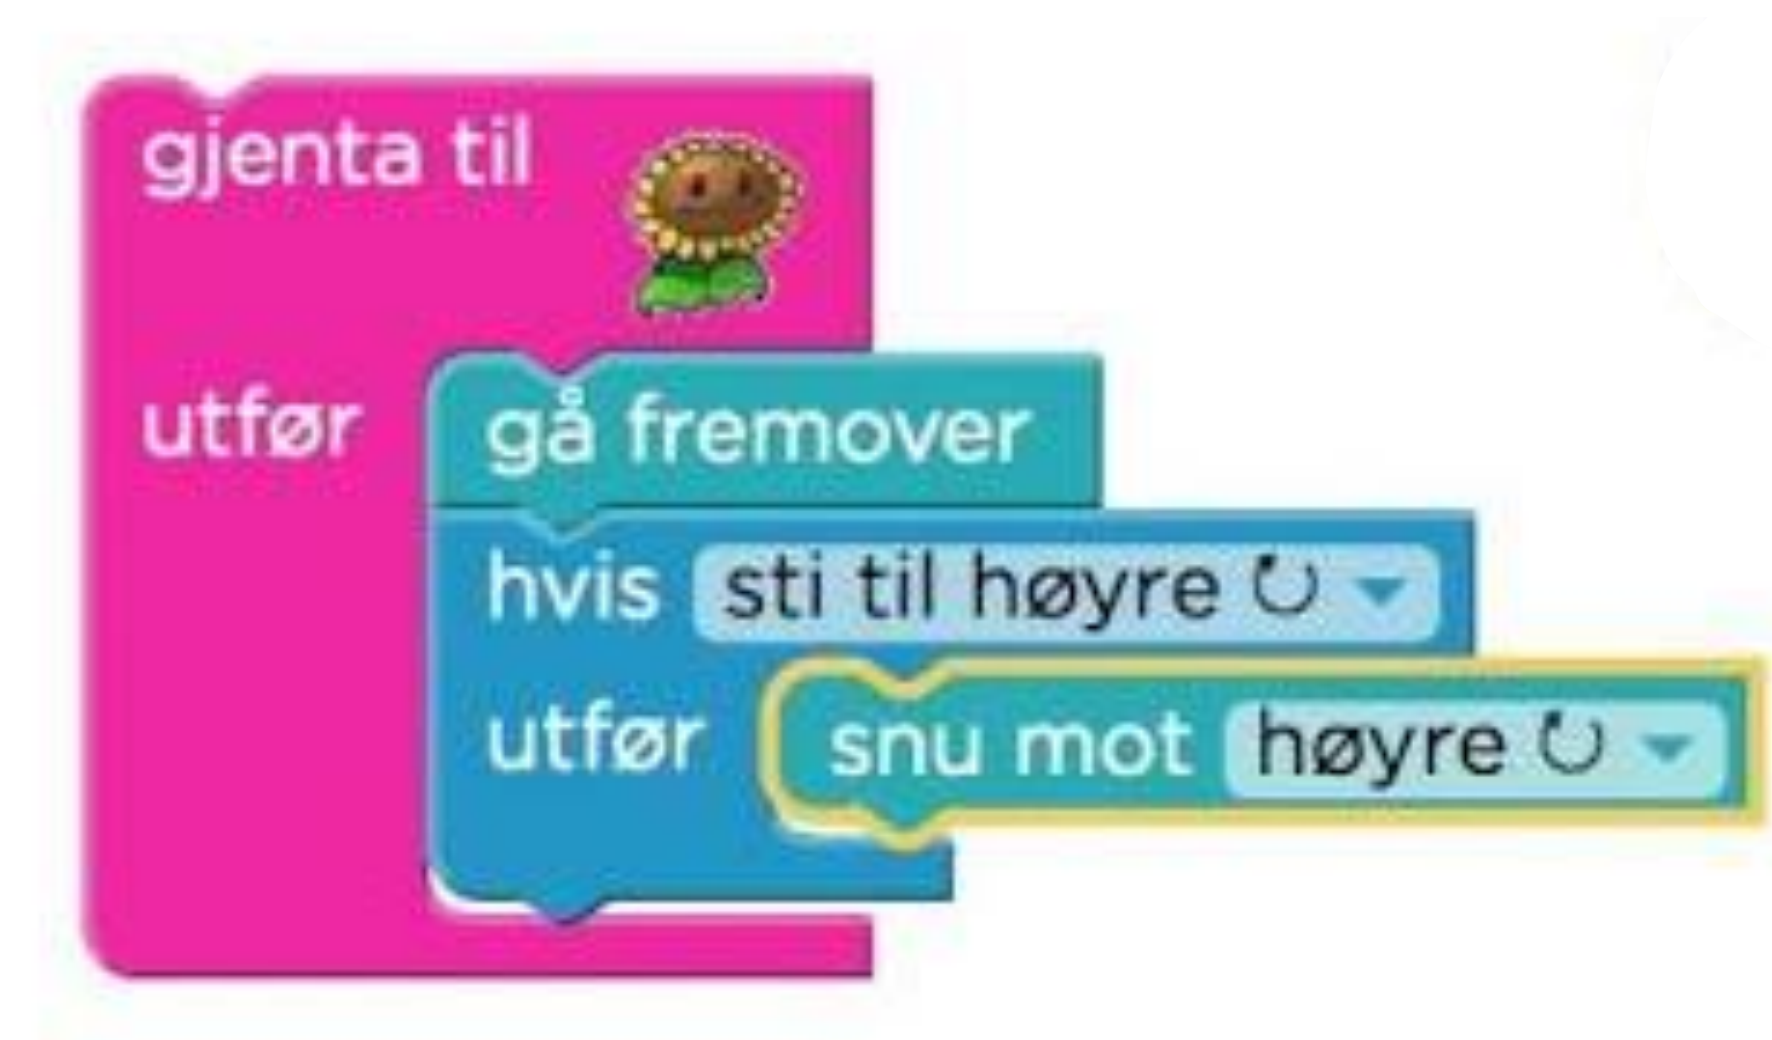 gjenta til
utfør gå fremover
hvis sti til høyre ↻
utfør snu mot høyre ↻